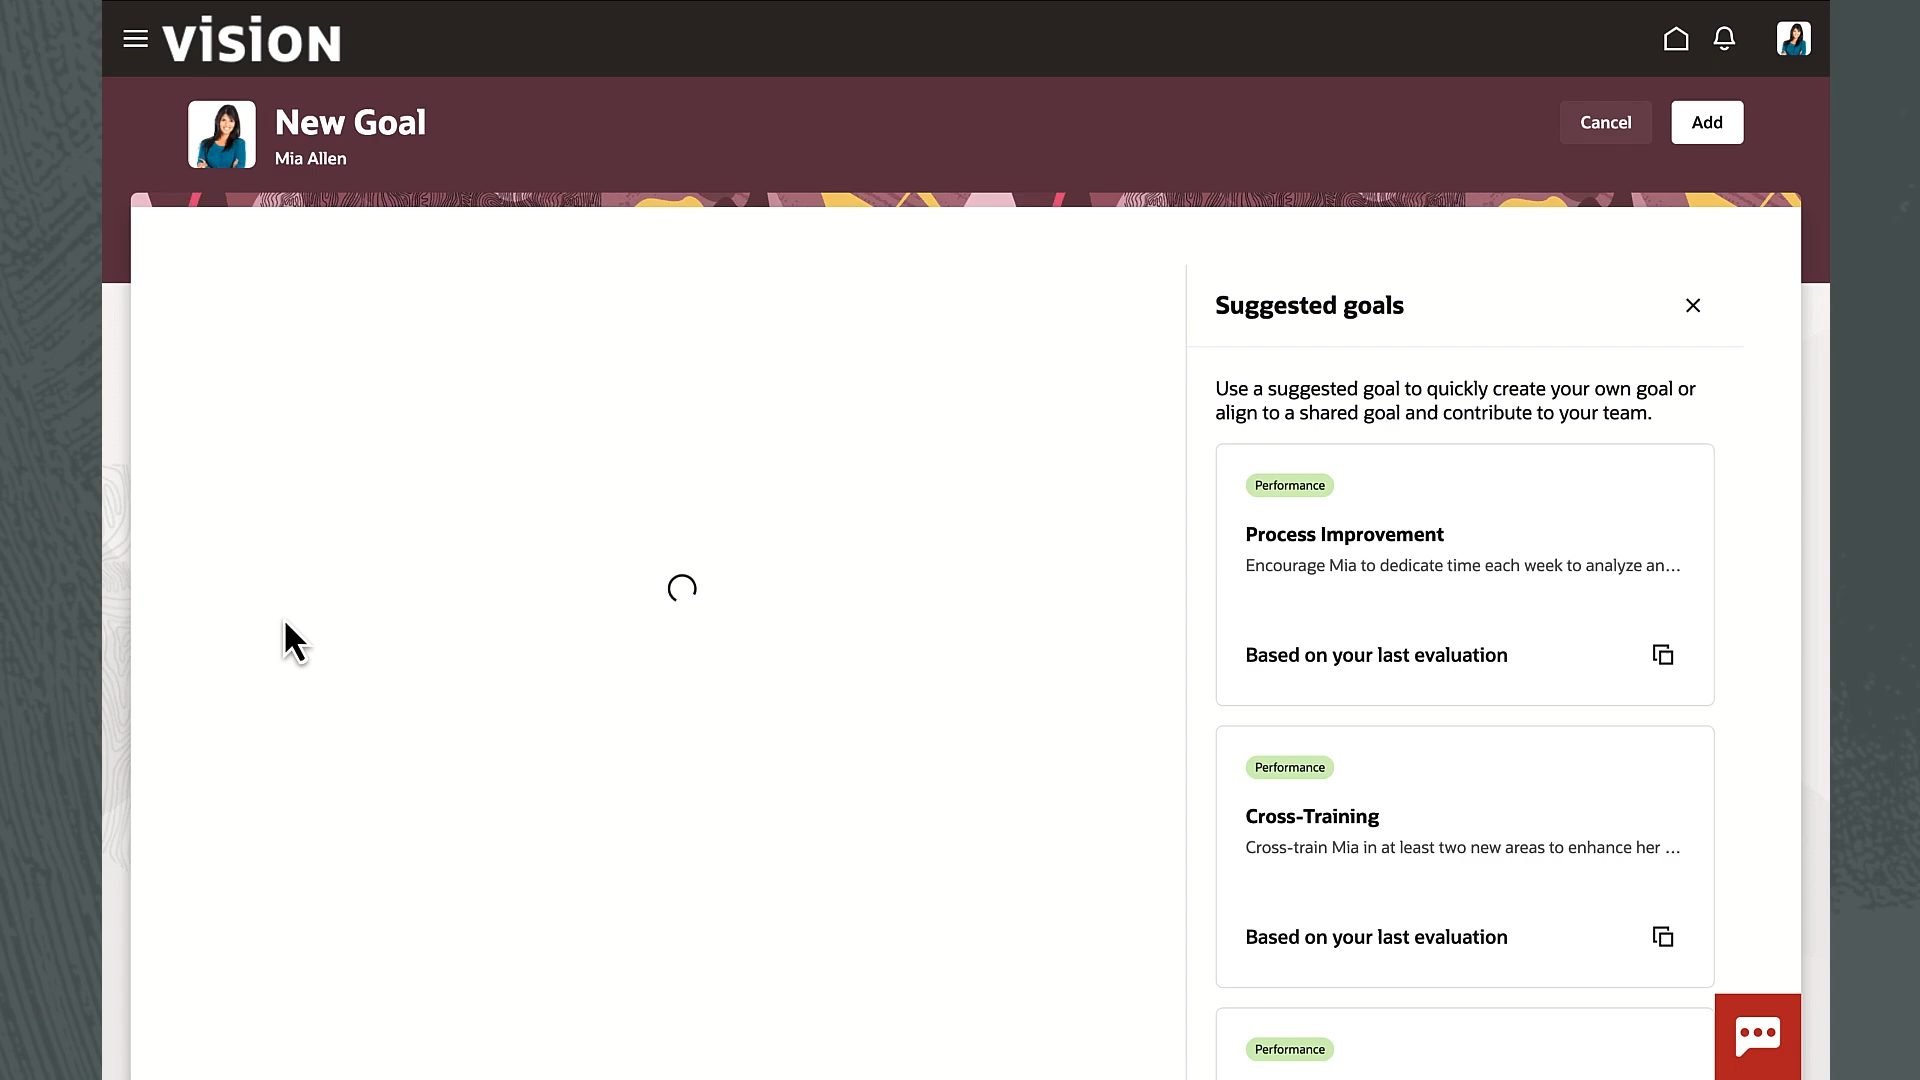 vision
New Goal
Mia Allen
Cancel
Add
Suggested goals
Use a suggested goal to quickly create your own goal or
align to a shared goal and contribute to your team.
Performance
Process Improvement
Encourage Mia to dedicate time each week to analyze an...
Based on your last evaluation
Performance
Cross-Training
Cross-train Mia in at least two new areas to enhance her ...
Based on your last evaluation
Performance